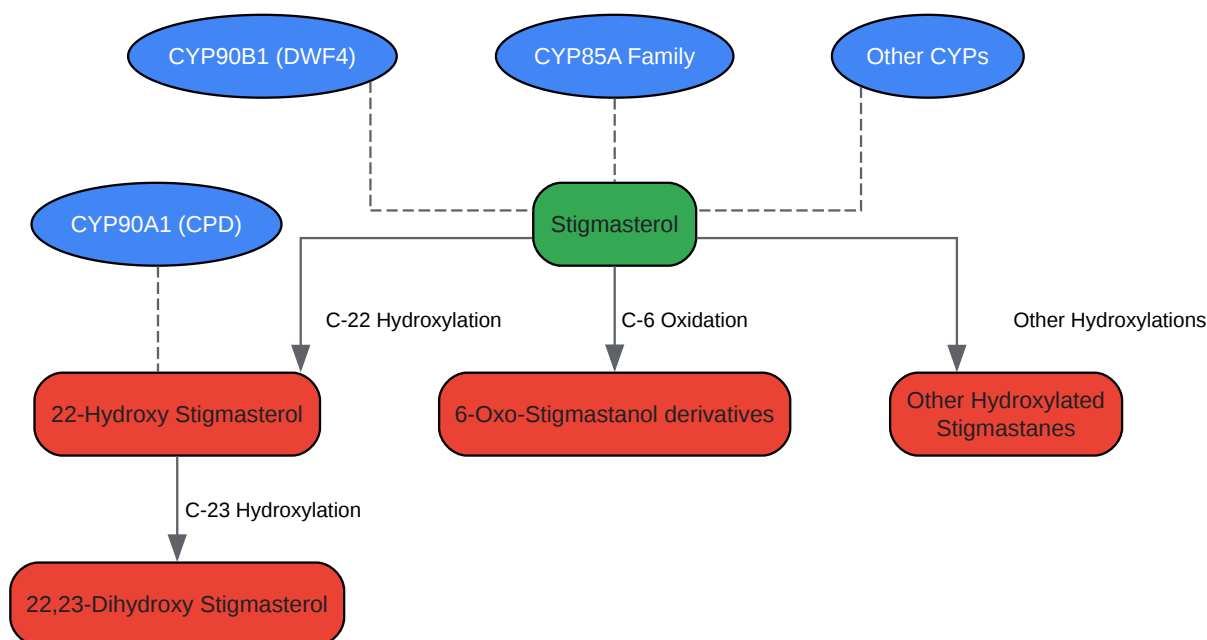 CYP90B1 (DWF4)
CYP85A Family
Other CYPs
CYP90A1 (CPD)
Stigmasterol
C-22 Hydroxylation
C-6 Oxidation
Other Hydroxylations
22-Hydroxy Stigmasterol
6-Oxo-Stigmastanol derivatives
Other Hydroxylated
Stigmastanes
C-23 Hydroxylation
22,23-Dihydroxy Stigmasterol